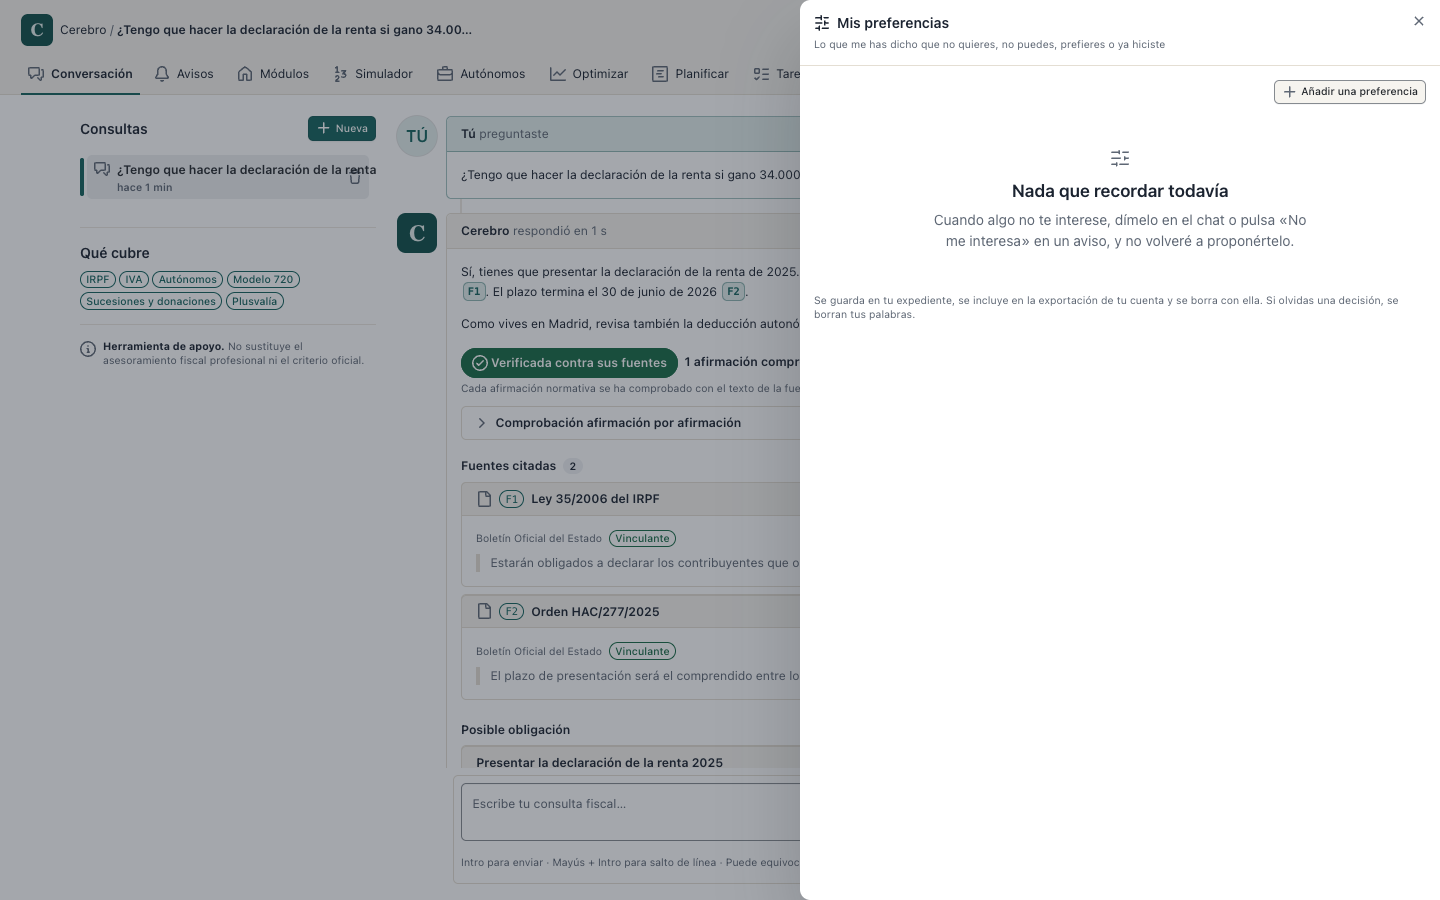 C
Cerebro / ¿Tengo que hacer la declaración de la renta si gano 34.00...
Conversación
Avisos
Módulos
Simulador
Autónomos
Optimizar
Planificar
Tare
Consultas
Nueva
¿Tengo que hacer la declaración de la renta
hace 1 min
Qué cubre
IRPF
IVA
Autónomos
Modelo 720
Sucesiones y donaciones
Plusvalía
Herramienta de apoyo. No sustituye el
asesoramiento fiscal profesional ni el criterio oficial.
TÚ
Tú preguntaste
¿Tengo que hacer la declaración de la renta si gano 34.000
C
Cerebro respondió en 1 s
Sí, tienes que presentar la declaración de la renta de 2025.
F1. El plazo termina el 30 de junio de 2026 F2.
Como vives en Madrid, revisa también la deducción autonó
Verificada contra sus fuentes
1 afirmación compr
Cada afirmación normativa se ha comprobado con el texto de la fue
Comprobación afirmación por afirmación
Fuentes citadas 2
F1 Ley 35/2006 del IRPF
Boletín Oficial del Estado Vinculante
Estarán obligados a declarar los contribuyentes que o
F2 Orden HAC/277/2025
Boletín Oficial del Estado Vinculante
El plazo de presentación será el comprendido entre lo
Posible obligación
Presentar la declaración de la renta 2025
Escribe tu consulta fiscal...
Intro para enviar · Mayús + Intro para salto de línea · Puede equivoc
Mis preferencias
Lo que me has dicho que no quieres, no puedes, prefieres o ya hiciste
Añadir una preferencia
Nada que recordar todavía
Cuando algo no te interese, dímelo en el chat o pulsa «No
me interesa» en un aviso, y no volveré a proponértelo.
Se guarda en tu expediente, se incluye en la exportación de tu cuenta y se borra con ella. Si olvidas una decisión, se
borran tus palabras.